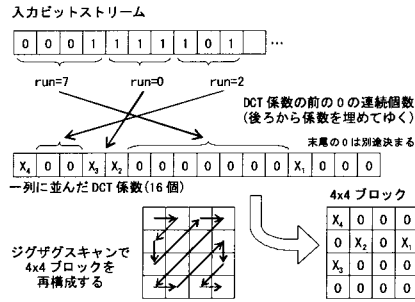 入力ビットストリーム
0 0 0 1 1 1 1 1 0 1 …
run=7 run=0 run=2
DCT 係数の前の 0 の連続個数
(後ろから係数を埋めてゆく)
末尾の0は別途決まる
X₄ 0 0 X₃ X₂ 0 0 0 0 0 0 0 X₁ 0 0 0
一列に並んだ DCT 係数(16 個)
4x4 ブロック
ジグザグスキャンで
4x4 ブロックを
再構成する
X₄ 0 0 0
0 X₂ 0 X₁
X₃ 0 0 0
0 0 0 0